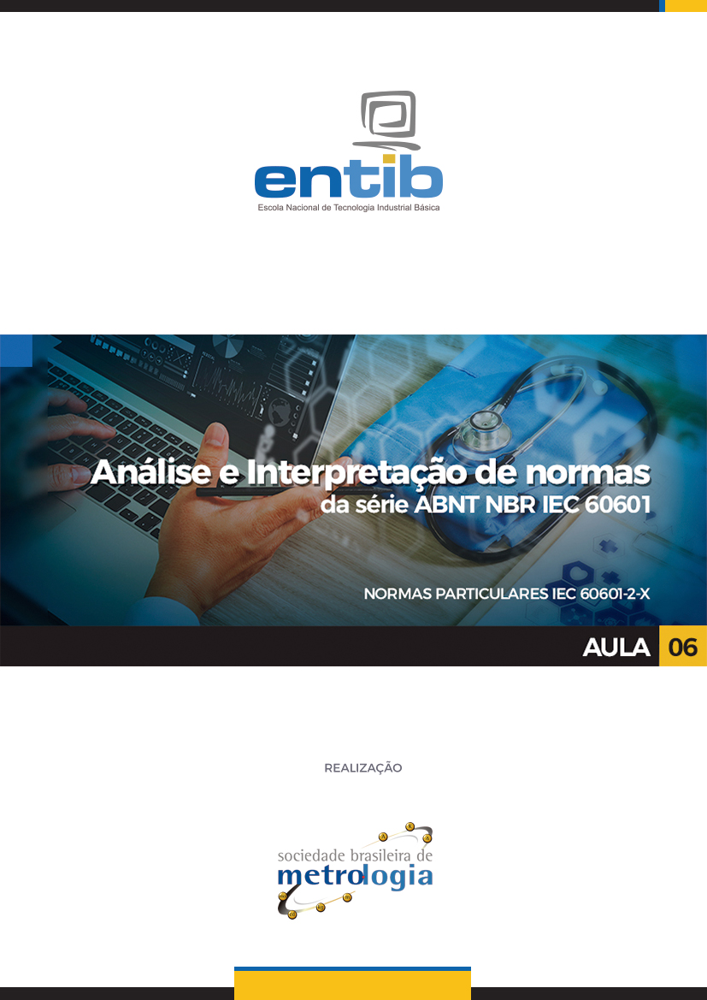 entib
Escola Nacional de Tecnologia Industrial Básica
Análise e Interpretação de normas
da série ABNT NBR IEC 60601
NORMAS PARTICULARES IEC 60601-2-X
AULA 06
REALIZAÇÃO
sociedade brasileira de
metrologia